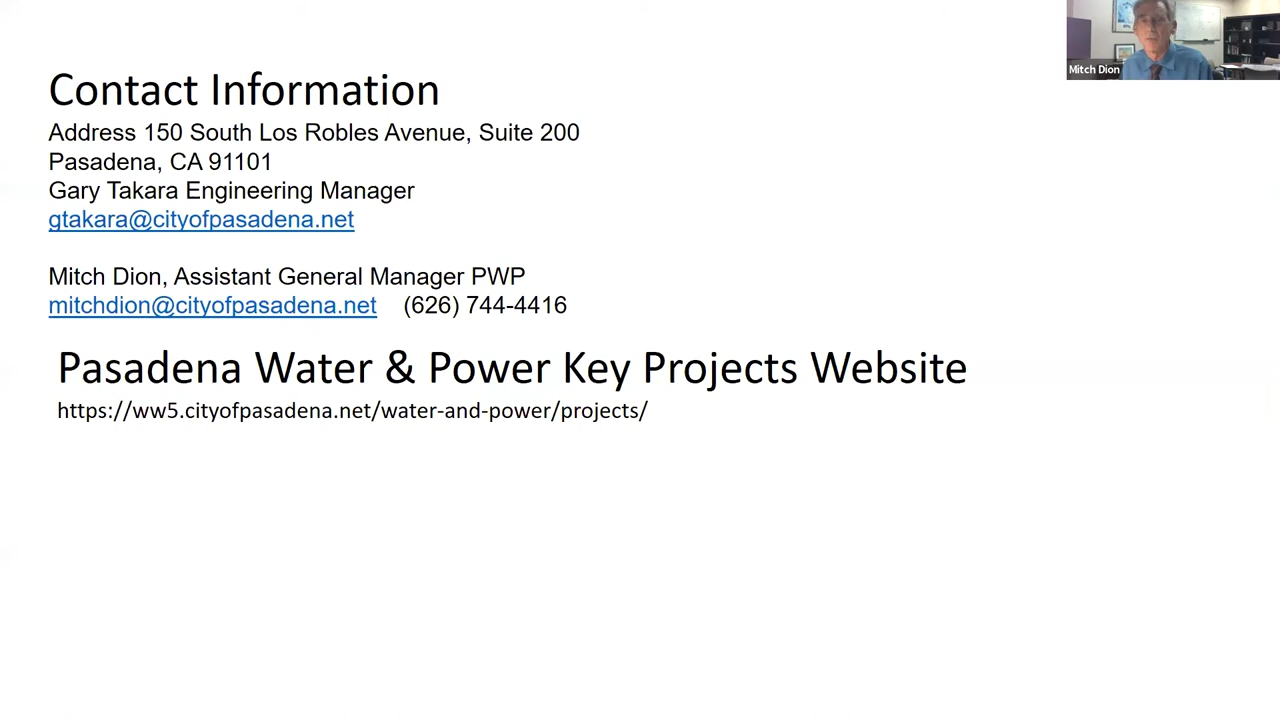 Contact Information
Address 150 South Los Robles Avenue, Suite 200
Pasadena, CA 91101
Gary Takara Engineering Manager
gtakara@cityofpasadena.net
Mitch Dion, Assistant General Manager PWP
mitchdion@cityofpasadena.net (626) 744-4416
Pasadena Water & Power Key Projects Website
https://ww5.cityofpasadena.net/water-and-power/projects/
Mitch Dion